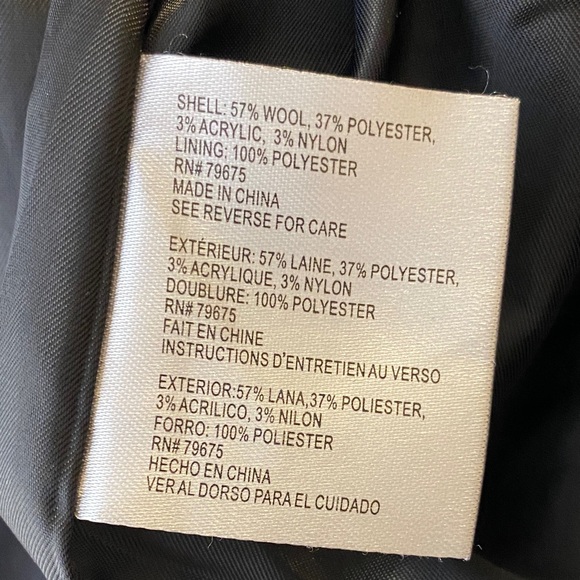 SHELL: 57% WOOL, 37% POLYESTER,
3% ACRYLIC, 3% NYLON
LINING: 100% POLYESTER
RN# 79675
MADE IN CHINA
SEE REVERSE FOR CARE
EXTÉRIEUR: 57% LAINE, 37% POLYESTER,
3% ACRYLIQUE, 3% NYLON
DOUBLURE: 100% POLYESTER
RN# 79675
FAIT EN CHINE
INSTRUCTIONS D'ENTRETIEN AU VERSO
EXTERIOR:57% LANA,37% POLIESTER,
3% ACRILICO, 3% NILON
FORRO: 100% POLIESTER
RN# 79675
HECHO EN CHINA
VER AL DORSO PARA EL CUIDADO